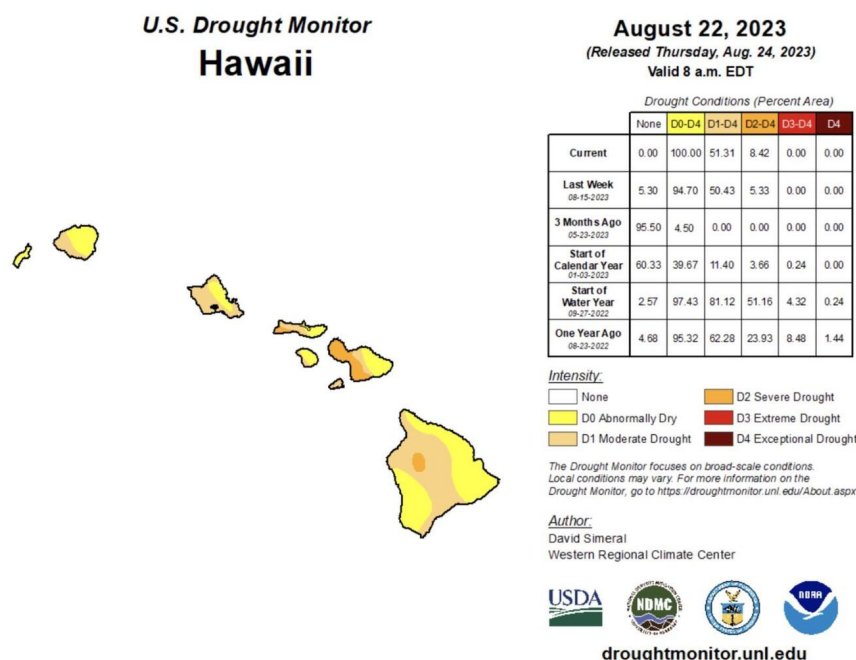 U.S. Drought Monitor
Hawaii
August 22, 2023
(Released Thursday, Aug. 24, 2023)
Valid 8 a.m. EDT
Drought Conditions (Percent Area)
None D0-D4 D1-D4 D2-D4 D3-D4 D4
Current 0.00 100.00 51.31 8.42 0.00 0.00
Last Week
08-15-2023 5.30 94.70 50.43 5.33 0.00 0.00
3 Months Ago
05-23-2023 95.50 4.50 0.00 0.00 0.00 0.00
Start of
Calendar Year
01-03-2023 60.33 39.67 11.40 3.66 0.24 0.00
Start of
Water Year
09-27-2022 2.57 97.43 81.12 51.16 4.32 0.24
One Year Ago
08-23-2022 4.68 95.32 62.28 23.93 8.48 1.44
Intensity:
None D2 Severe Drought
D0 Abnormally Dry D3 Extreme Drought
D1 Moderate Drought D4 Exceptional Drought
The Drought Monitor focuses on broad-scale conditions.
Local conditions may vary. For more information on the
Drought Monitor, go to https://droughtmonitor.unl.edu/About.aspx
Author:
David Simeral
Western Regional Climate Center
USDA NDMC NOAA
droughtmonitor.unl.edu